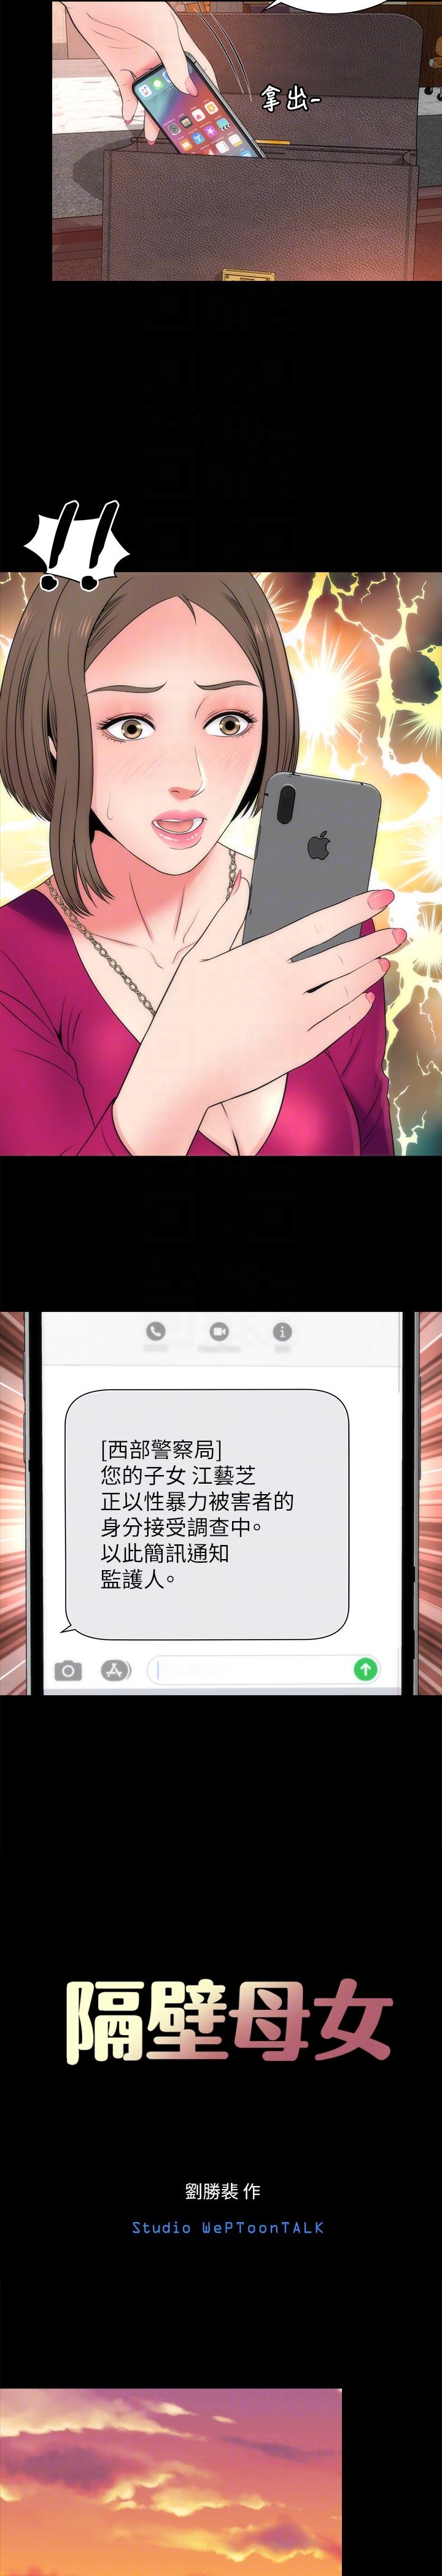 拿出-
!!
[西部警察局]
您的子女 江藝芝
正以性暴力被害者的
身分接受調查中。
以此簡訊通知
監護人。
隔壁母女
劉勝裴 作
Studio WePToonTALK